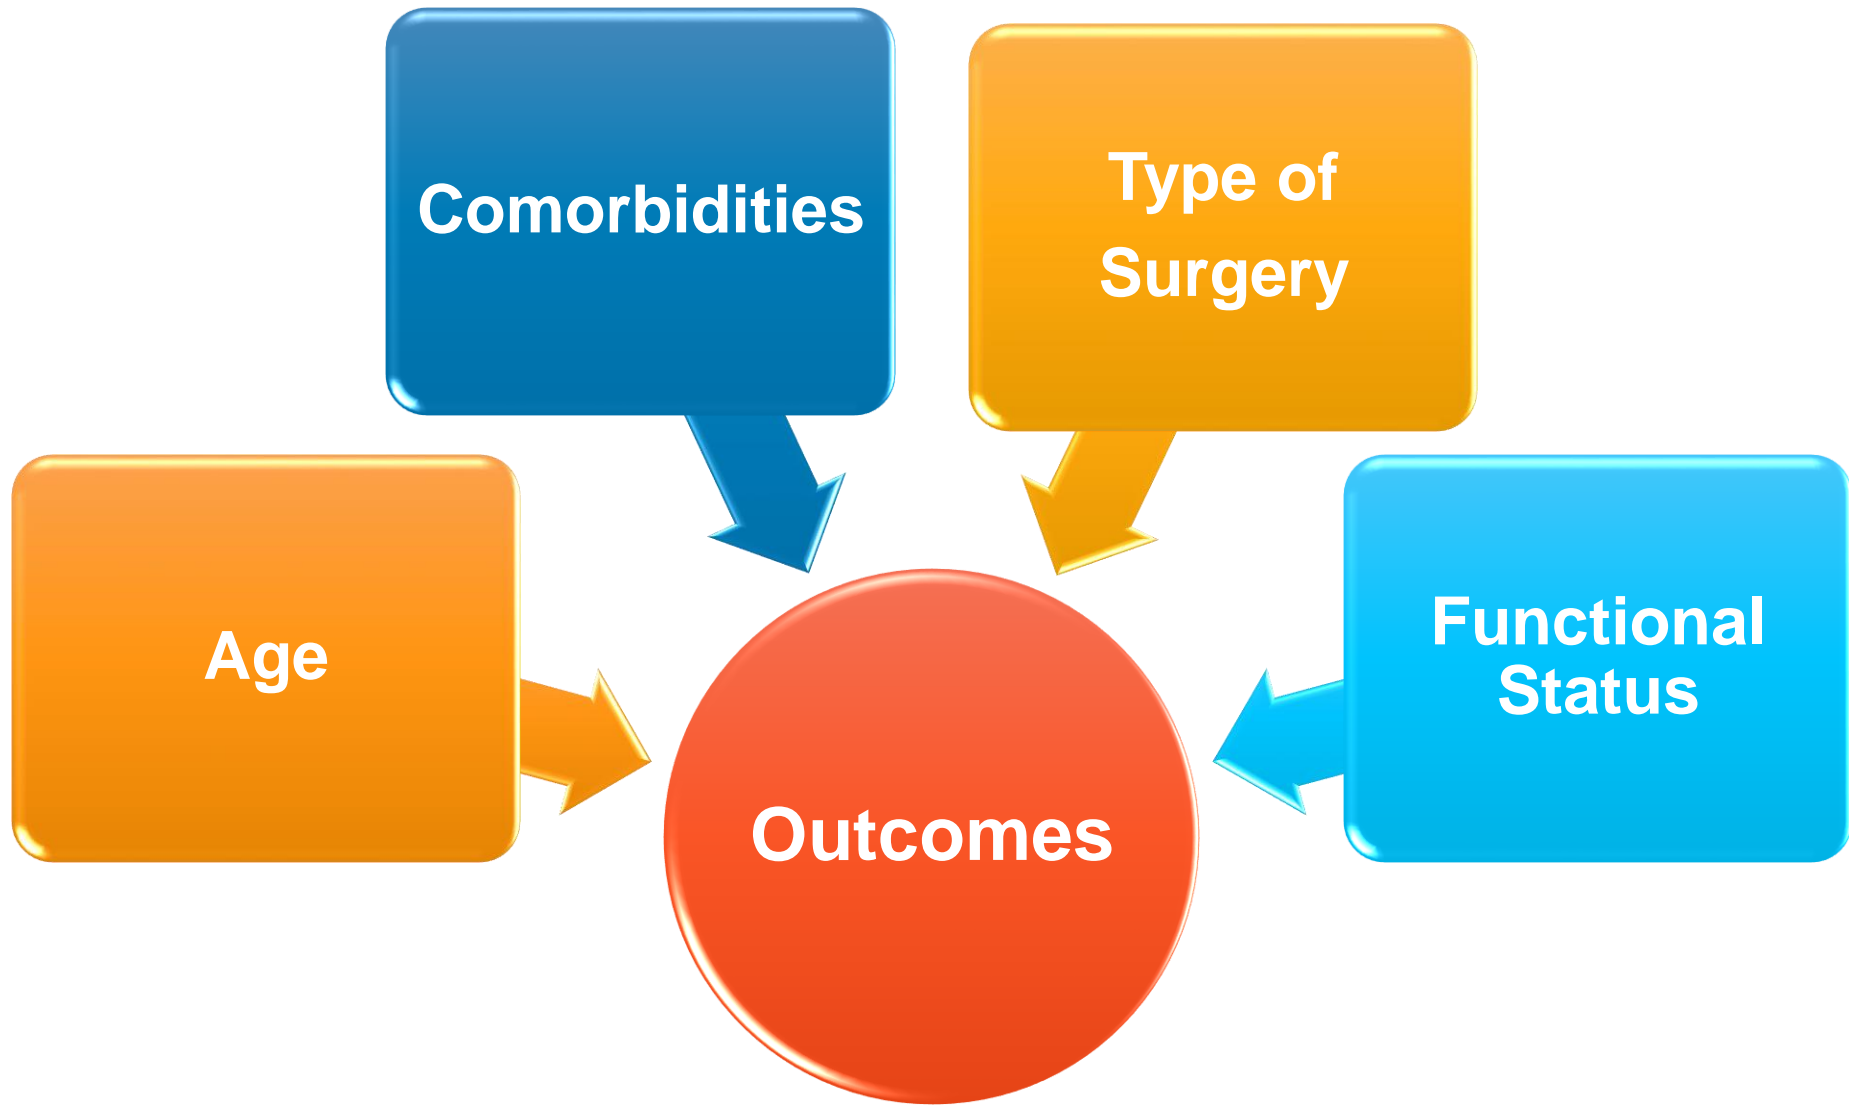 Comorbidities
Type of
Surgery
Age
Functional
Status
Outcomes